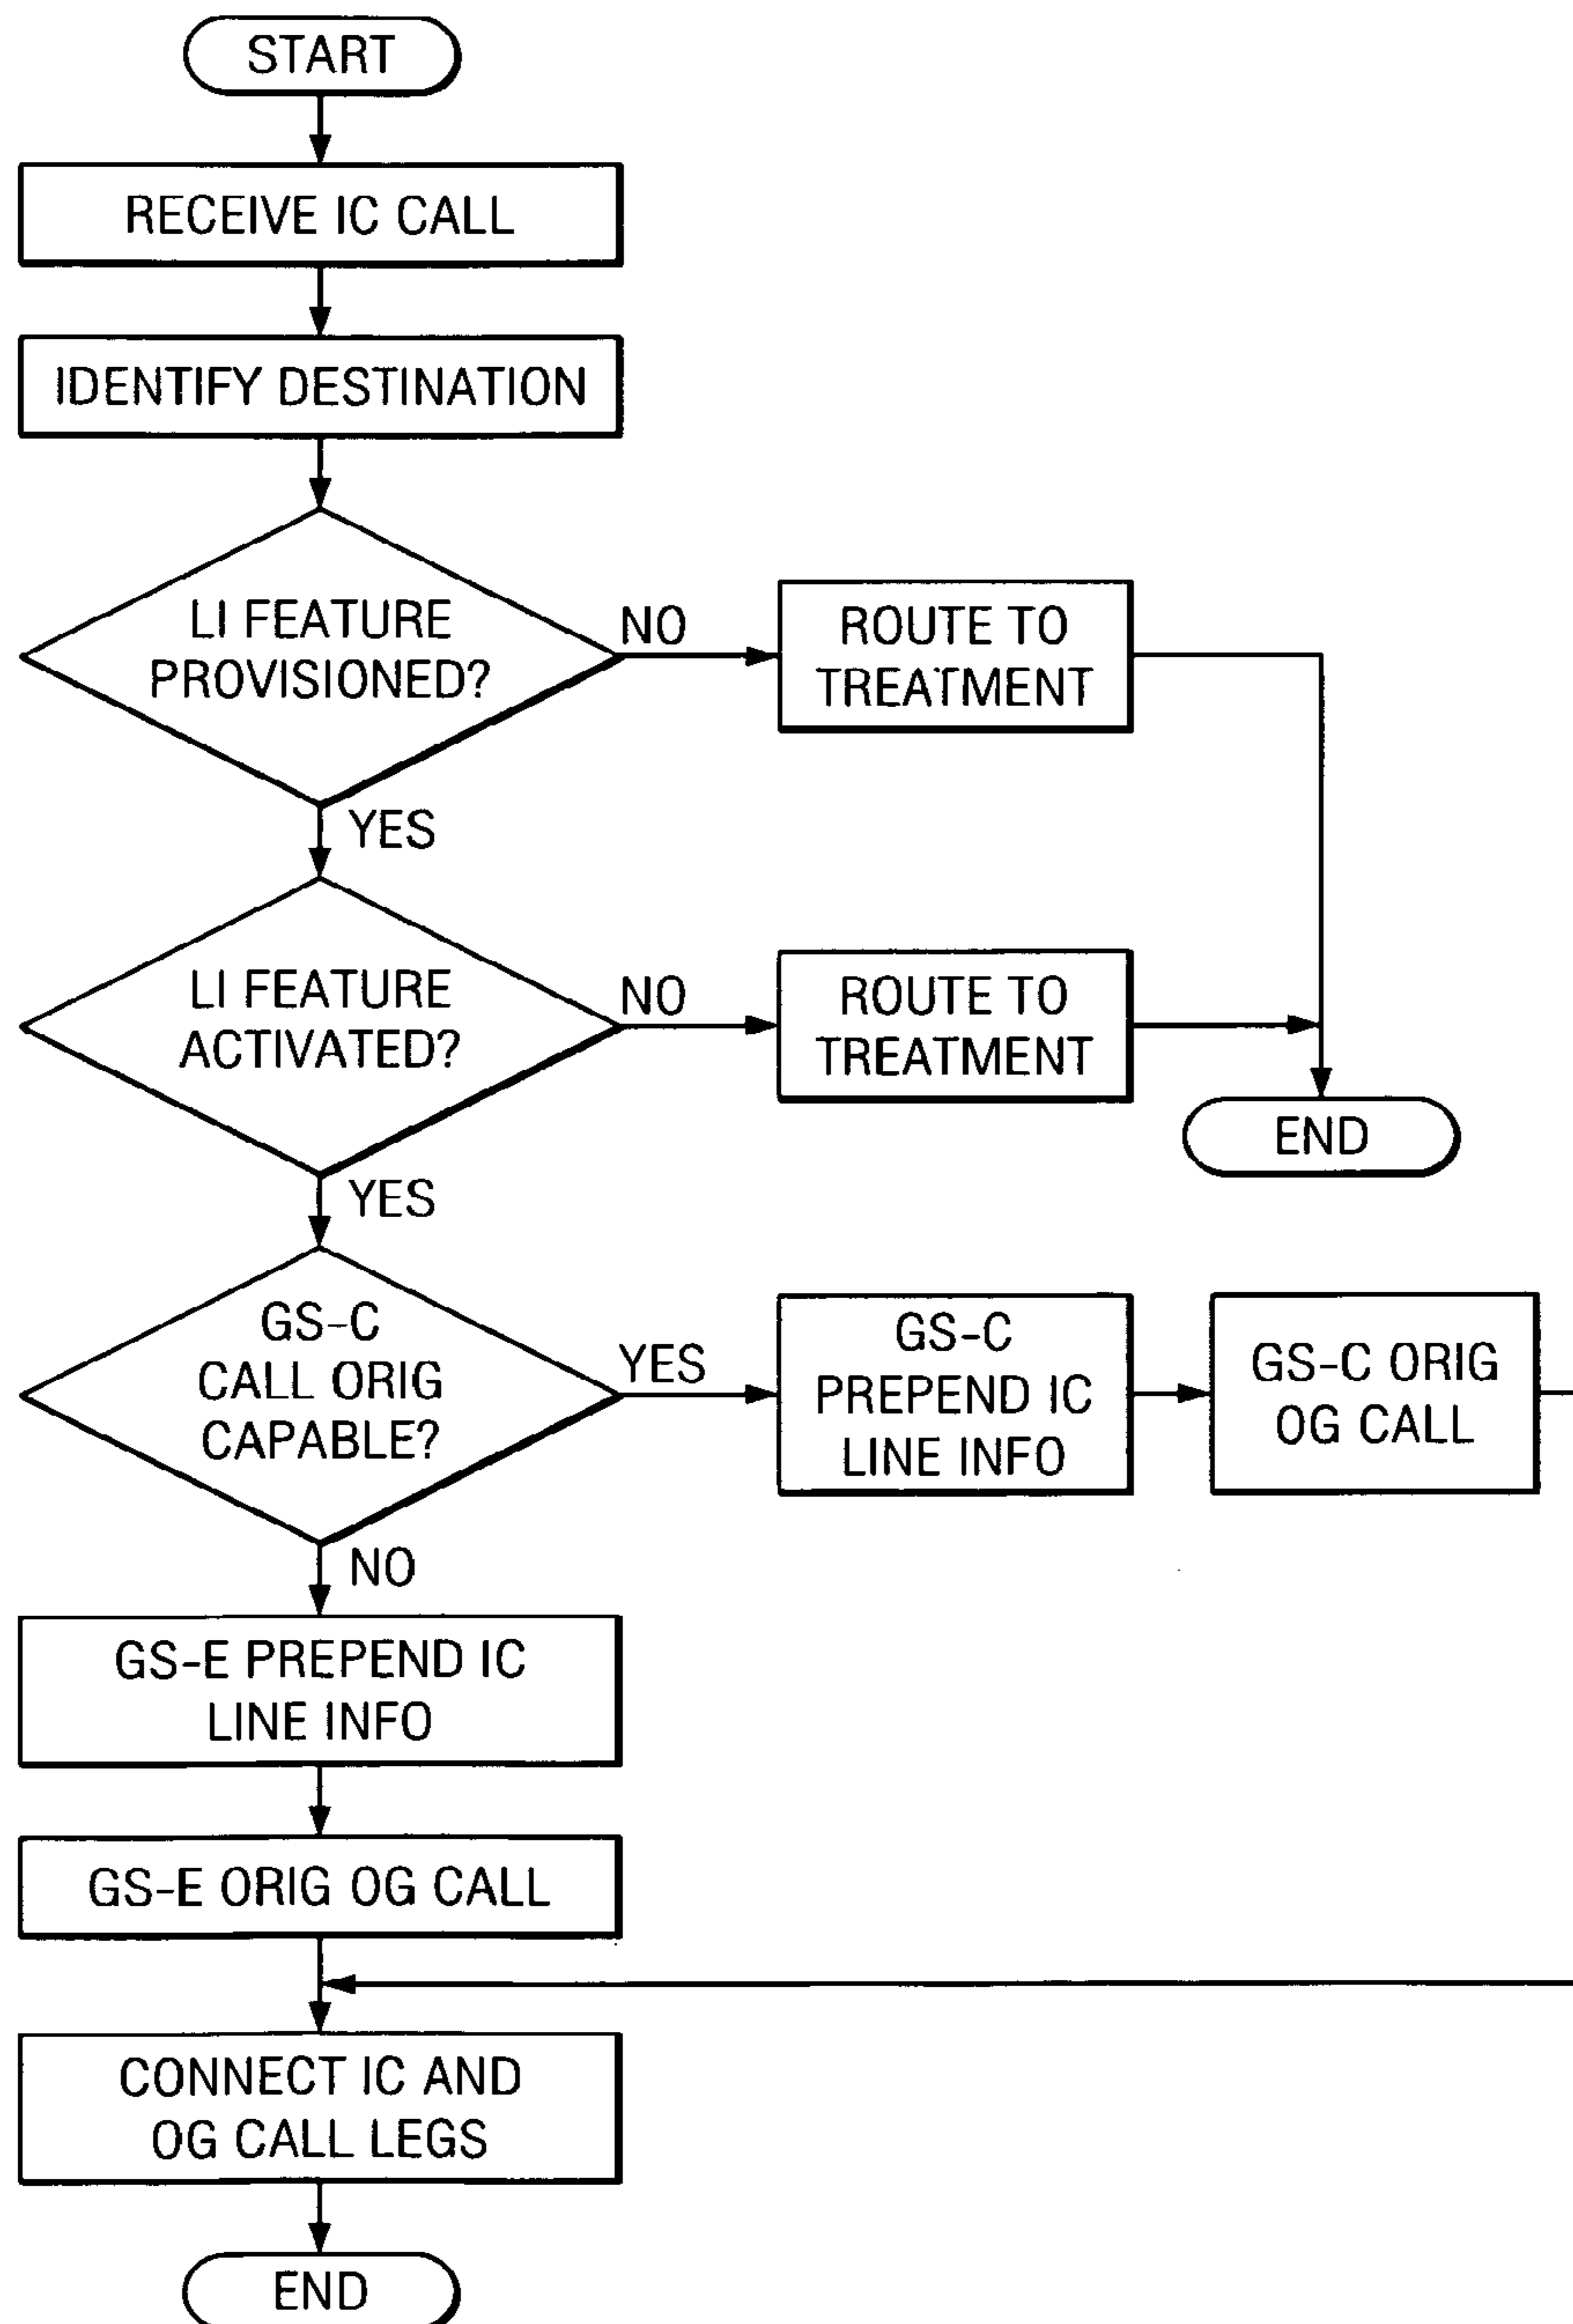 START
RECEIVE IC CALL
IDENTIFY DESTINATION
LI FEATURE
PROVISIONED?
NO
ROUTE TO
TREATMENT
YES
LI FEATURE
ACTIVATED?
NO
ROUTE TO
TREATMENT
END
YES
GS-C
CALL ORIG
CAPABLE?
YES
GS-C
PREPEND IC
LINE INFO
GS-C ORIG
OG CALL
NO
GS-E PREPEND IC
LINE INFO
GS-E ORIG OG CALL
CONNECT IC AND
OG CALL LEGS
END